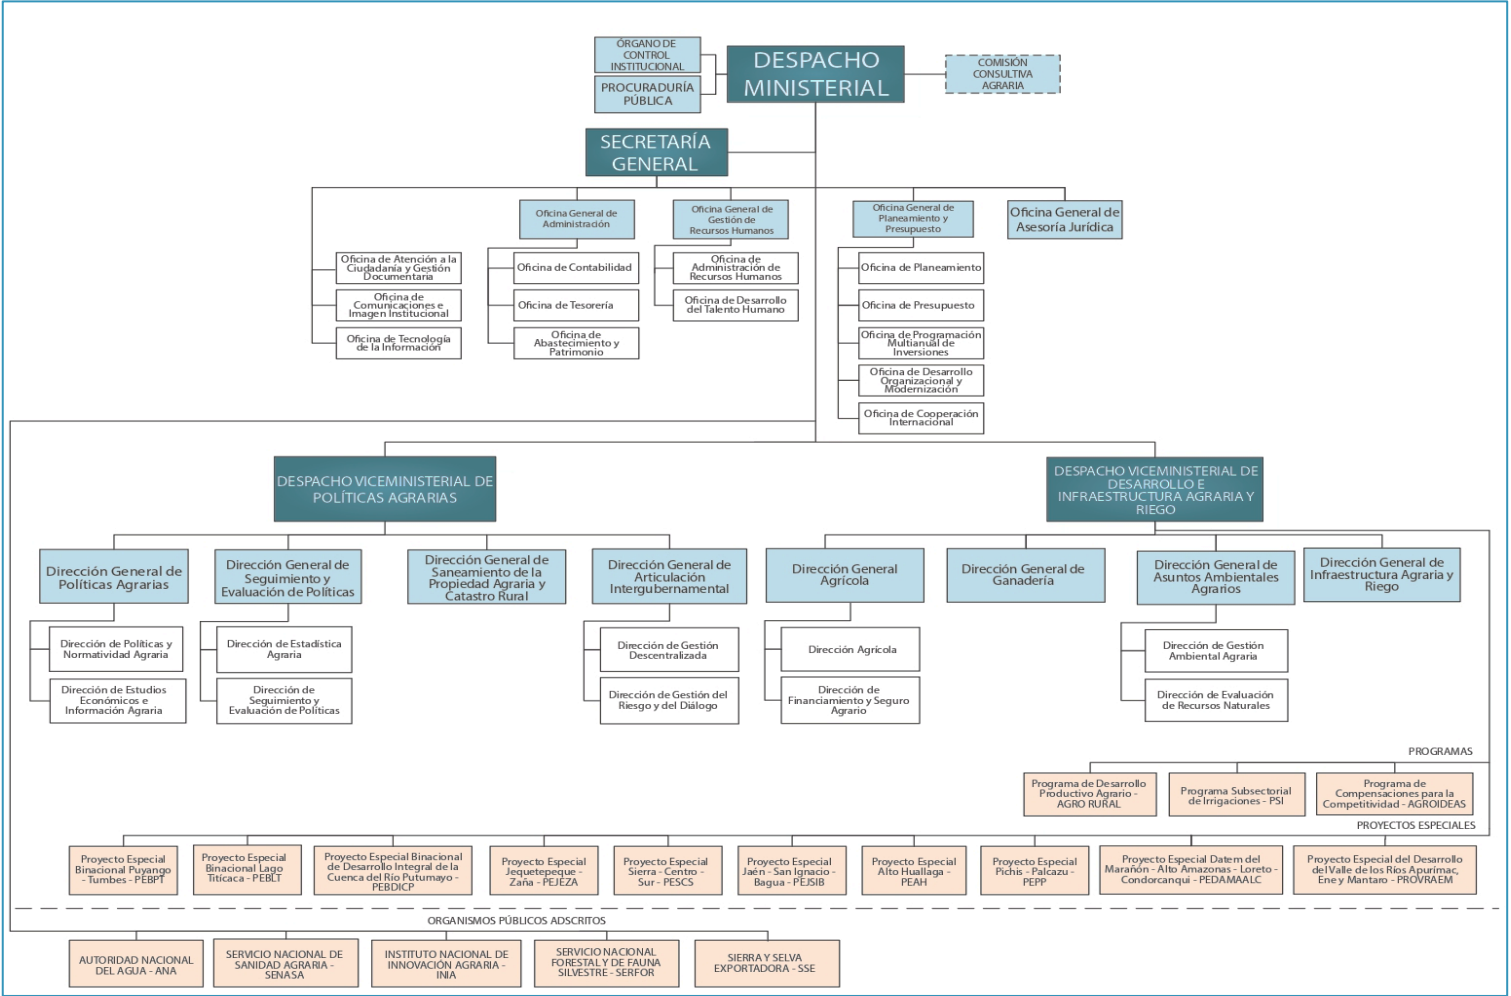 ÓRGANO DE
CONTROL
INSTITUCIONAL
PROCURADURÍA
PÚBLICA
DESPACHO
MINISTERIAL
COMISIÓN
CONSULTIVA
AGRARIA
SECRETARÍA
GENERAL
Oficina General de
Administración
Oficina General de
Gestión de
Recursos Humanos
Oficina General de
Planeamiento y
Presupuesto
Oficina General de
Asesoría Jurídica
Oficina de Atención a la
Ciudadanía y Gestión
Documentaria
Oficina de
Comunicaciones e
Imagen Institucional
Oficina de Tecnología
de la Información
Oficina de Contabilidad
Oficina de Tesorería
Oficina de
Abastecimiento y
Patrimonio
Oficina de
Administración de
Recursos Humanos
Oficina de Desarrollo
del Talento Humano
Oficina de Planeamiento
Oficina de Presupuesto
Oficina de Programación
Multianual de
Inversiones
Oficina de Desarrollo
Organizacional y
Modernización
Oficina de Cooperación
Internacional
DESPACHO VICEMINISTERIAL DE
POLÍTICAS AGRARIAS
DESPACHO VICEMINISTERIAL DE
DESARROLLO E
INFRAESTRUCTURA AGRARIA Y
RIEGO
Dirección General de
Políticas Agrarias
Dirección General de
Seguimiento y
Evaluación de Políticas
Dirección General de
Saneamiento de la
Propiedad Agraria y
Catastro Rural
Dirección General de
Articulación
Intergubernamental
Dirección General
Agrícola
Dirección General de
Ganadería
Dirección General de
Asuntos Ambientales
Agrarios
Dirección General de
Infraestructura Agraria y
Riego
Dirección de Políticas y
Normatividad Agraria
Dirección de Estudios
Económicos e
Información Agraria
Dirección de Estadística
Agraria
Dirección de
Seguimiento y
Evaluación de Políticas
Dirección de Gestión
Descentralizada
Dirección de Gestión del
Riesgo y del Diálogo
Dirección Agrícola
Dirección de
Financiamiento y Seguro
Agrario
Dirección de Gestión
Ambiental Agraria
Dirección de Evaluación
de Recursos Naturales
PROGRAMAS
Programa de Desarrollo
Productivo Agrario -
AGRO RURAL
Programa Subsectorial
de Irrigaciones - PSI
Programa de
Compensaciones para la
Competitividad - AGROIDEAS
PROYECTOS ESPECIALES
Proyecto Especial
Binacional Puyango
- Tumbes - PEBPT
Proyecto Especial
Binacional Lago
Titícaca - PEBLT
Proyecto Especial Binacional
de Desarrollo Integral de la
Cuenca del Río Putumayo -
PEBDICP
Proyecto Especial
Jequetepeque -
Zaña - PEJEZA
Proyecto Especial
Sierra - Centro -
Sur - PESCS
Proyecto Especial
Jaén - San Ignacio -
Bagua - PEJSIB
Proyecto Especial
Alto Huallaga -
PEAH
Proyecto Especial
Pichis - Palcazu -
PEPP
Proyecto Especial Datem del
Marañón - Alto Amazonas - Loreto -
Condorcanqui - PEDAMAALC
Proyecto Especial del Desarrollo
del Valle de los Ríos Apurímac,
Ene y Mantaro - PROVRAEM
ORGANISMOS PÚBLICOS ADSCRITOS
AUTORIDAD NACIONAL
DEL AGUA - ANA
SERVICIO NACIONAL DE
SANIDAD AGRARIA -
SENASA
INSTITUTO NACIONAL DE
INNOVACIÓN AGRARIA -
INIA
SERVICIO NACIONAL
FORESTAL Y DE FAUNA
SILVESTRE - SERFOR
SIERRA Y SELVA
EXPORTADORA - SSE